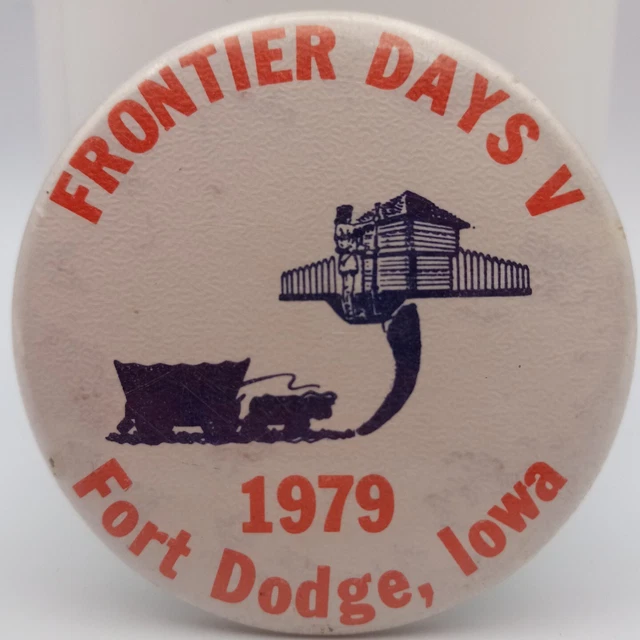 FRONTIER DAYS V
1979
Fort Dodge, Iowa